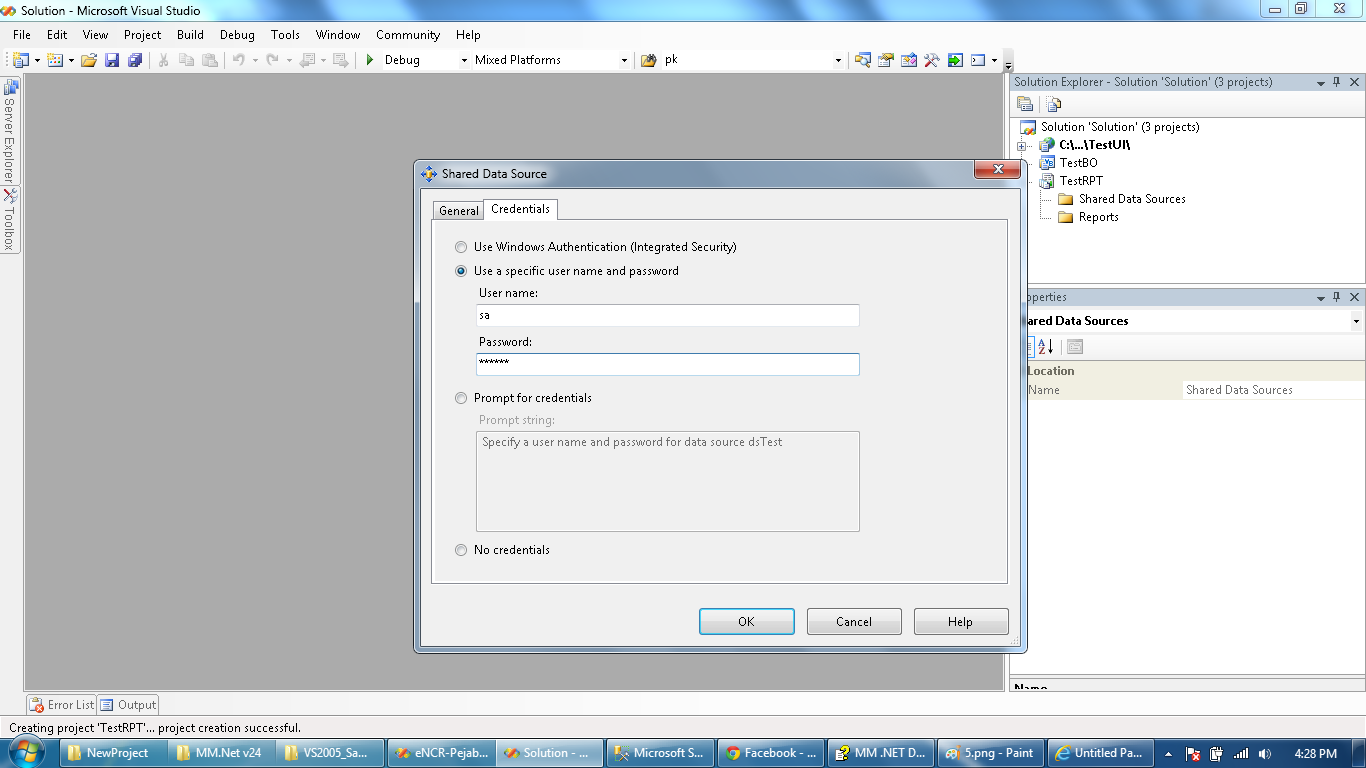 Solution - Microsoft Visual Studio
File Edit View Project Build Debug Tools Window Community Help
Debug Mixed Platforms pk
Server Explorer
Toolbox
Solution Explorer - Solution 'Solution' (3 projects)
Solution 'Solution' (3 projects)
C:\...\TestUI\
TestBO
TestRPT
Shared Data Sources
Reports
Shared Data Source
General Credentials
Use Windows Authentication (Integrated Security)
Use a specific user name and password
User name:
sa
Password:
******
Prompt for credentials
Prompt string:
Specify a user name and password for data source dsTest
No credentials
OK Cancel Help
operties
ared Data Sources
Location
Name Shared Data Sources
Name
Error List Output
Creating project 'TestRPT'... project creation successful.
NewProject MM.Net v24 VS2005_Sa... eNCR-Pejab... Solution - ... Microsoft S... Facebook - ... MM .NET D... 5.png - Paint Untitled Pa... 4:28 PM